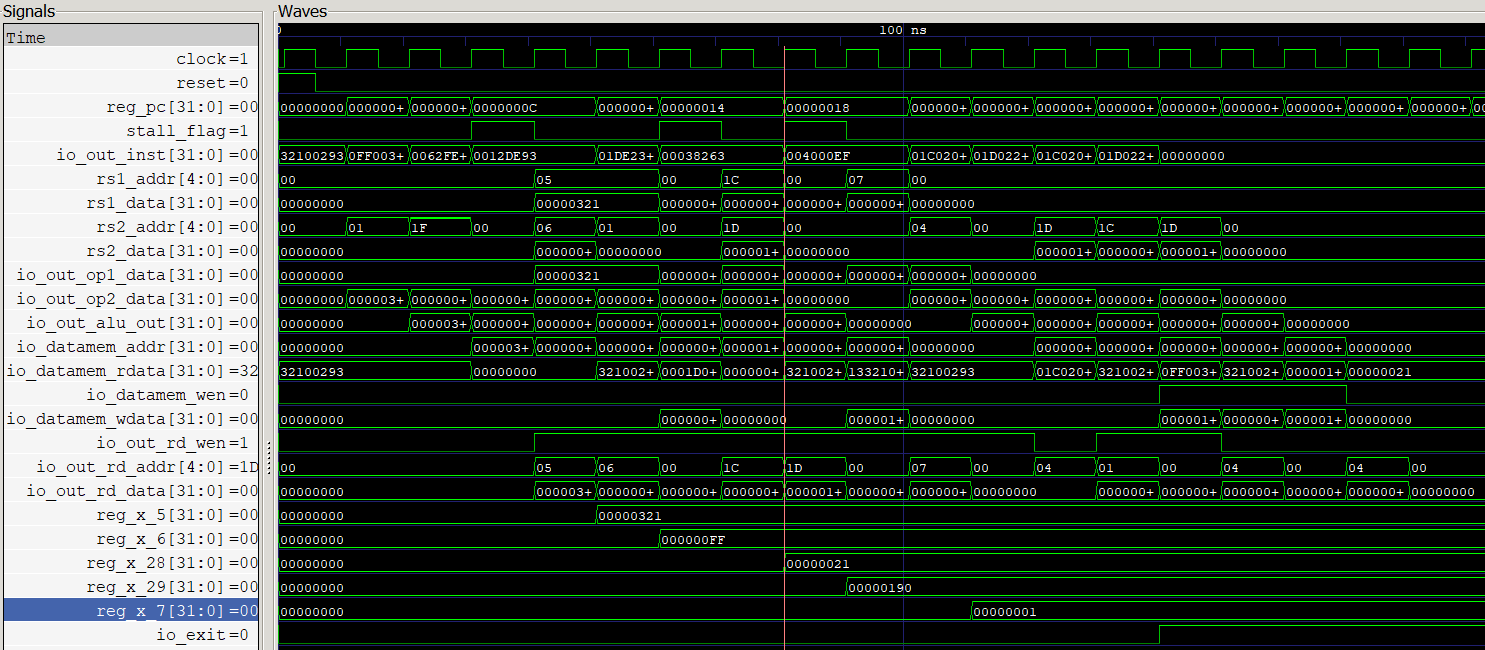 Signals Waves
Time 0 100 ns
clock=1
reset=0
reg_pc[31:0]=00 00000000 000000+ 000000+ 0000000C 000000+ 00000014 00000018 000000+ 000000+ 000000+ 000000+ 000000+ 000000+ 000000+ 000000+ 000000+ 00
stall_flag=1
io_out_inst[31:0]=00 32100293 0FF003+ 0062FE+ 0012DE93 01DE23+ 00038263 004000EF 01C020+ 01D022+ 01C020+ 01D022+ 00000000
rs1_addr[4:0]=00 00 05 00 1C 00 07 00
rs1_data[31:0]=00 00000000 00000321 000000+ 000000+ 000000+ 000000+ 00000000
rs2_addr[4:0]=00 00 01 1F 00 06 01 00 1D 00 04 00 1D 1C 1D 00
rs2_data[31:0]=00 00000000 000000+ 00000000 000001+ 00000000 000001+ 000000+ 000001+ 00000000
io_out_op1_data[31:0]=00 00000000 00000321 000000+ 000000+ 000000+ 000000+ 000000+ 00000000
io_out_op2_data[31:0]=00 00000000 000003+ 000000+ 000000+ 000000+ 000000+ 000000+ 000001+ 00000000 000000+ 000000+ 000000+ 000000+ 000000+ 00000000
io_out_alu_out[31:0]=00 00000000 000003+ 000000+ 000000+ 000000+ 000001+ 000000+ 000000+ 00000000 000000+ 000000+ 000000+ 000000+ 000000+ 00000000
io_datamem_addr[31:0]=00 00000000 000003+ 000000+ 000000+ 000000+ 000001+ 000000+ 000000+ 00000000 000000+ 000000+ 000000+ 000000+ 000000+ 00000000
io_datamem_rdata[31:0]=32 32100293 00000000 321002+ 0001D0+ 000000+ 321002+ 133210+ 32100293 01C020+ 321002+ 0FF003+ 321002+ 000001+ 00000021
io_datamem_wen=0
io_datamem_wdata[31:0]=00 00000000 000000+ 00000000 000001+ 00000000 000001+ 000000+ 000001+ 00000000
io_out_rd_wen=1
io_out_rd_addr[4:0]=1D 00 05 06 00 1C 1D 00 07 00 04 01 00 04 00 04 00
io_out_rd_data[31:0]=00 00000000 000003+ 000000+ 000000+ 000000+ 000001+ 000000+ 000000+ 00000000 000000+ 000000+ 000000+ 000000+ 000000+ 00000000
reg_x_5[31:0]=00 00000000 00000321
reg_x_6[31:0]=00 00000000 000000FF
reg_x_28[31:0]=00 00000000 00000021
reg_x_29[31:0]=00 00000000 00000190
reg_x_7[31:0]=00 00000000 00000001
io_exit=0